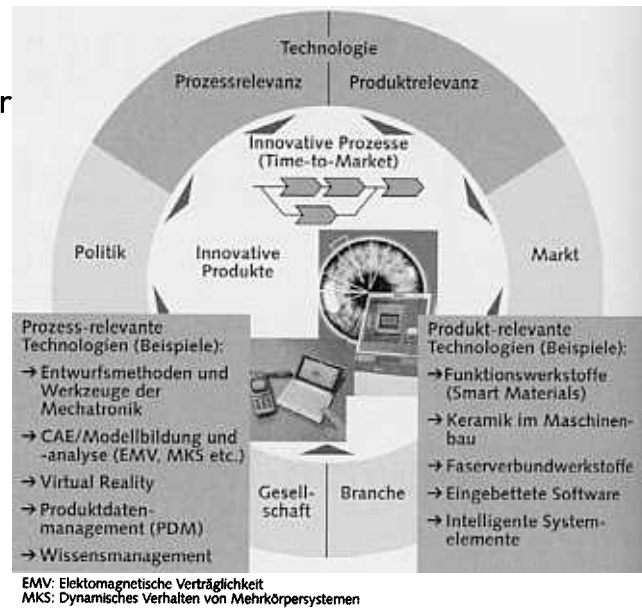 r
Technologie
Prozessrelevanz
Produktrelevanz
Innovative Prozesse
(Time-to-Market)
Politik
Innovative
Produkte
Markt
Prozess-relevante
Technologien (Beispiele):
→ Entwurfsmethoden und
Werkzeuge der
Mechatronik
→ CAE/Modellbildung und
-analyse (EMV, MKS etc.)
→ Virtual Reality
→ Produktdaten-
management (PDM)
→ Wissensmanagement
Produkt-relevante
Technologien (Beispiele):
→ Funktionswerkstoffe
(Smart Materials)
→ Keramik im Maschinen-
bau
→ Faserverbundwerkstoffe
→ Eingebettete Software
→ Intelligente System-
elemente
Gesell-
schaft
Branche
EMV: Elektomagnetische Verträglichkeit
MKS: Dynamisches Verhalten von Mehrkörpersystemen